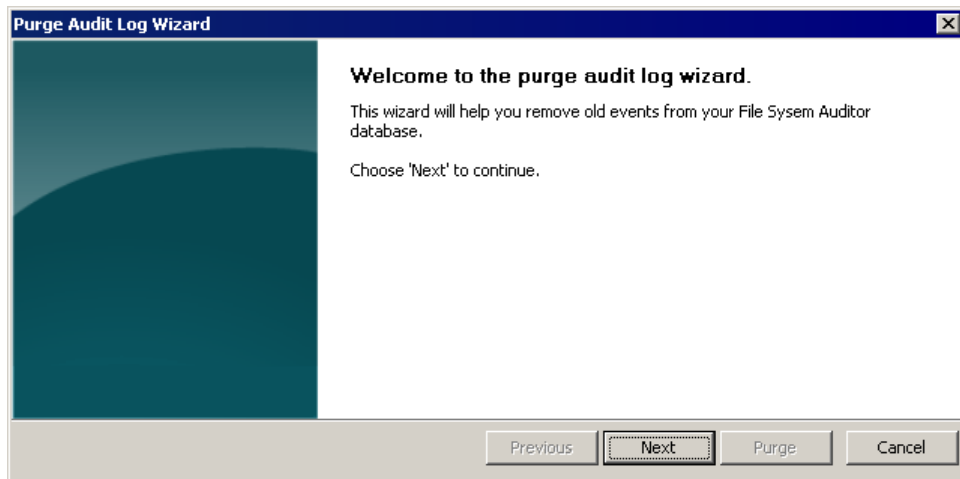 Purge Audit Log Wizard
Welcome to the purge audit log wizard.
This wizard will help you remove old events from your File Sysem Auditor
database.
Choose 'Next' to continue.
Previous
Next
Purge
Cancel